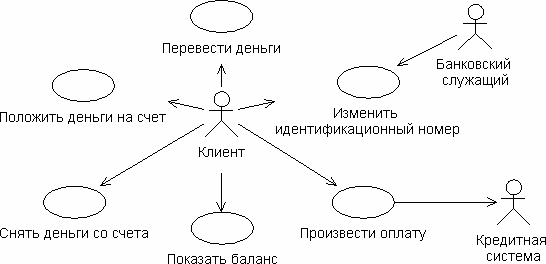 Перевести деньги
Банковский
служащий
Положить деньги на счет
Изменить
идентификационный номер
Клиент
Снять деньги со счета
Показать баланс
Произвести оплату
Кредитная
система